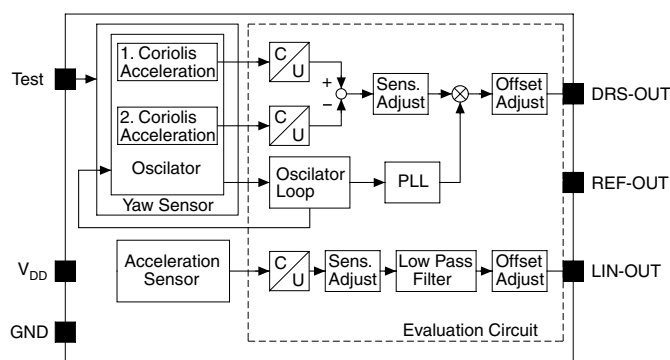 Test
1. Coriolis
Acceleration
2. Coriolis
Acceleration
Oscilator
Yaw Sensor
C
U
C
U
+
−
Sens.
Adjust
Offset
Adjust
DRS-OUT
Oscilator
Loop
PLL
REF-OUT
VDD
Acceleration
Sensor
C
U
Sens.
Adjust
Low Pass
Filter
Offset
Adjust
LIN-OUT
GND
Evaluation Circuit